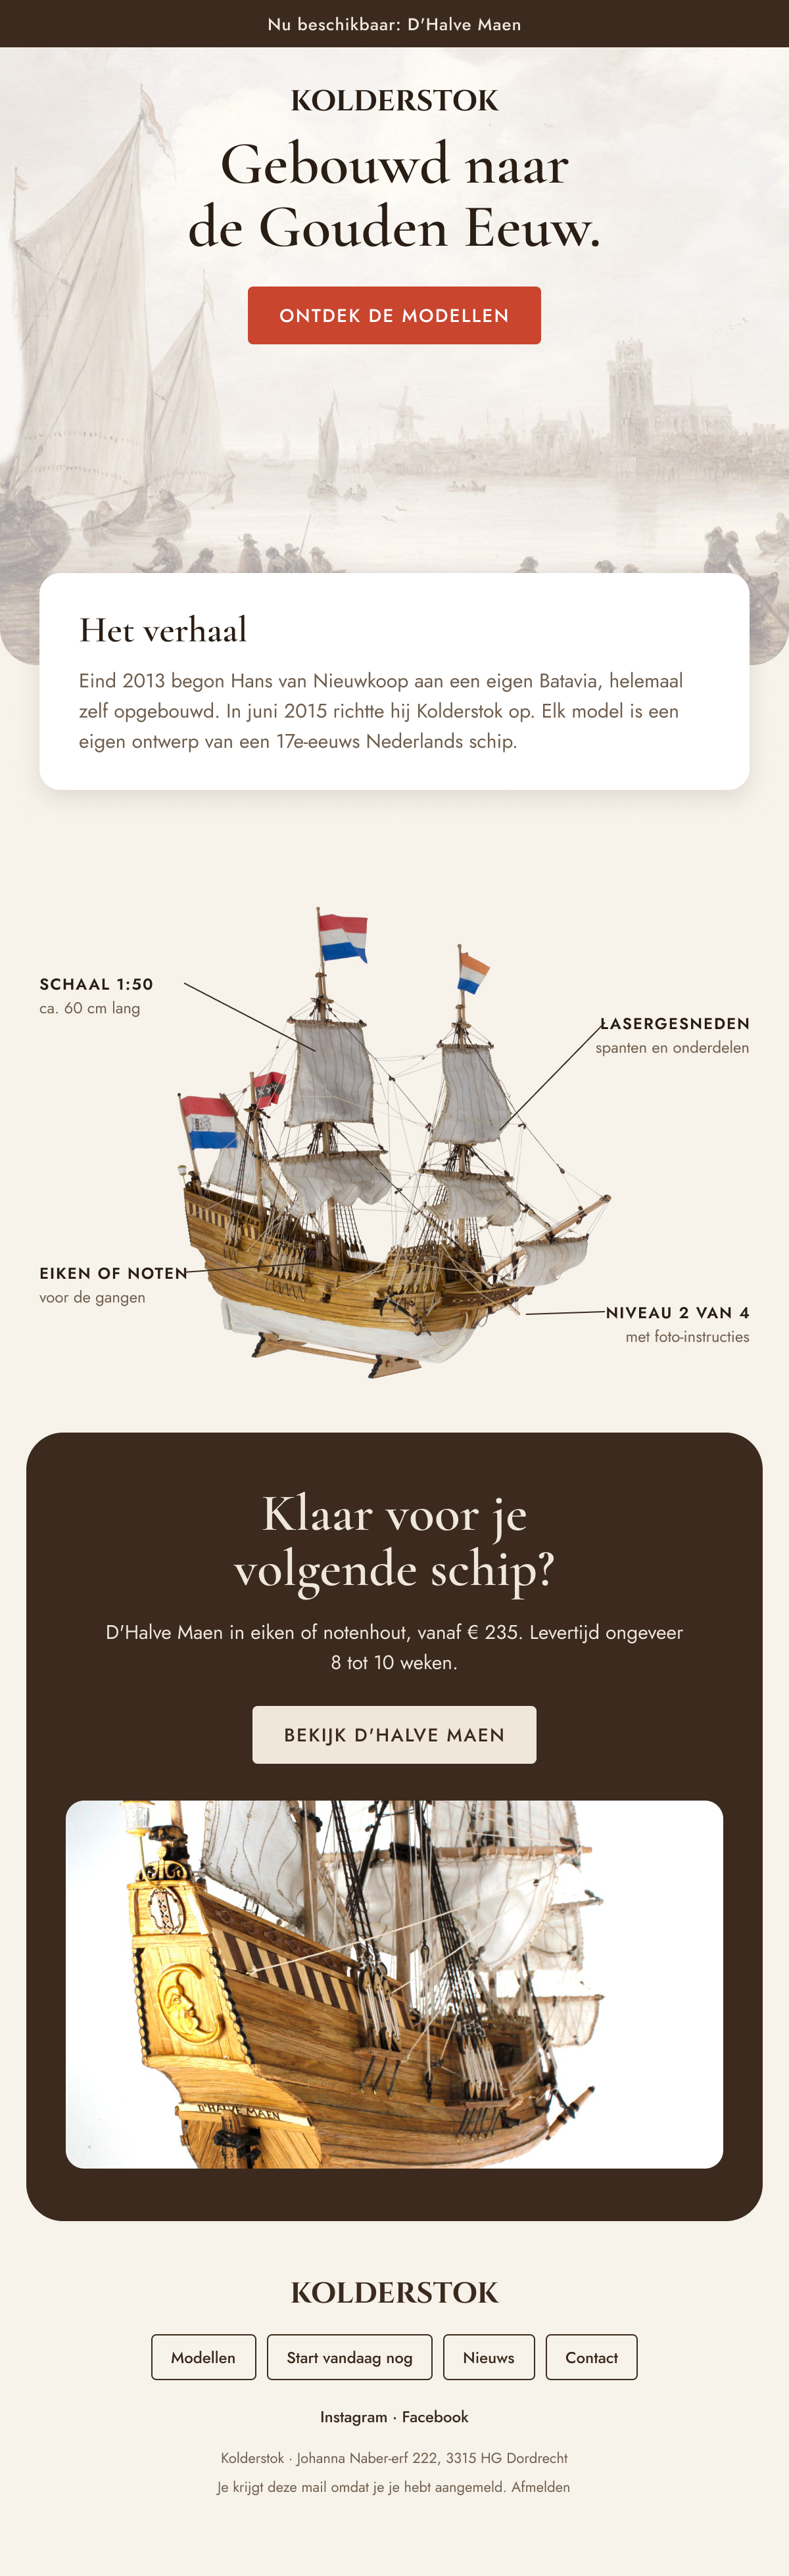 Nu beschikbaar: D'Halve Maen
KOLDERSTOK
Gebouwd naar
de Gouden Eeuw.
ONTDEK DE MODELLEN
Het verhaal
Eind 2013 begon Hans van Nieuwkoop aan een eigen Batavia, helemaal
zelf opgebouwd. In juni 2015 richtte hij Kolderstok op. Elk model is een
eigen ontwerp van een 17e-eeuws Nederlands schip.
SCHAAL 1:50
ca. 60 cm lang
LASERGESNEDEN
spanten en onderdelen
EIKEN OF NOTEN
voor de gangen
NIVEAU 2 VAN 4
met foto-instructies
Klaar voor je
volgende schip?
D'Halve Maen in eiken of notenhout, vanaf € 235. Levertijd ongeveer
8 tot 10 weken.
BEKIJK D'HALVE MAEN
D'HALVE MAEN
KOLDERSTOK
Modellen
Start vandaag nog
Nieuws
Contact
Instagram · Facebook
Kolderstok · Johanna Naber-erf 222, 3315 HG Dordrecht
Je krijgt deze mail omdat je je hebt aangemeld. Afmelden